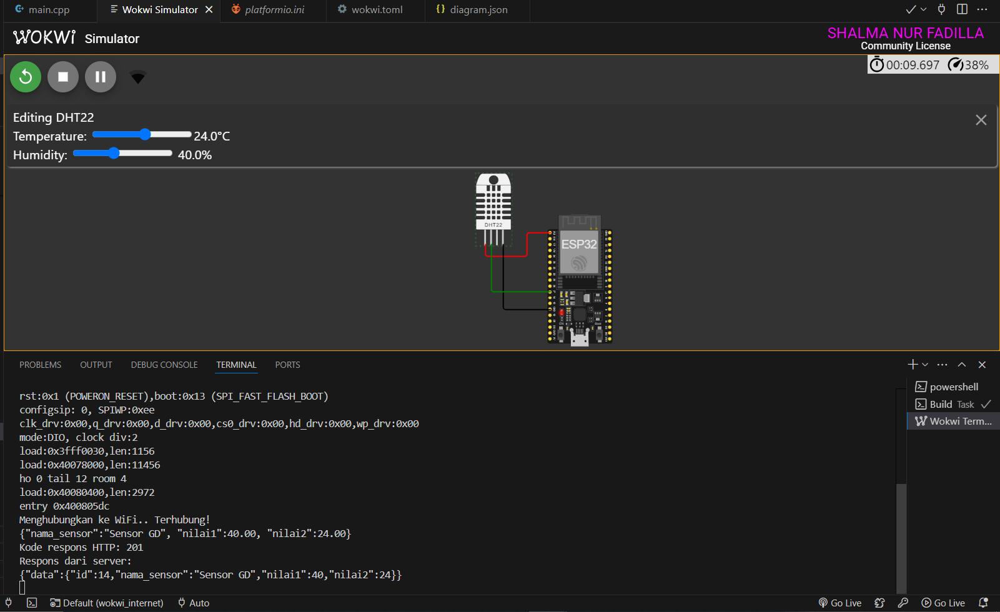 main.cpp
Wokwi Simulator
platformio.ini
wokwi.toml
diagram.json
WOKWI Simulator
SHALMA NUR FADILLA
Community License
00:09.697 38%
Editing DHT22
Temperature: 24.0°C
Humidity: 40.0%
DHT22
ESP32
PROBLEMS OUTPUT DEBUG CONSOLE TERMINAL PORTS
rst:0x1 (POWERON_RESET),boot:0x13 (SPI_FAST_FLASH_BOOT)
configsip: 0, SPIWP:0xee
clk_drv:0x00,q_drv:0x00,d_drv:0x00,cs0_drv:0x00,hd_drv:0x00,wp_drv:0x00
mode:DIO, clock div:2
load:0x3fff0030,len:1156
load:0x40078000,len:11456
ho 0 tail 12 room 4
load:0x40080400,len:2972
entry 0x400805dc
Menghubungkan ke WiFi.. Terhubung!
{"nama_sensor":"Sensor GD", "nilai1":40.00, "nilai2":24.00}
Kode respons HTTP: 201
Respons dari server:
{"data":{"id":14,"nama_sensor":"Sensor GD","nilai1":40,"nilai2":24}}
powershell
Build Task
Wokwi Term...
Default (wokwi_internet)
Auto
Go Live
Go Live